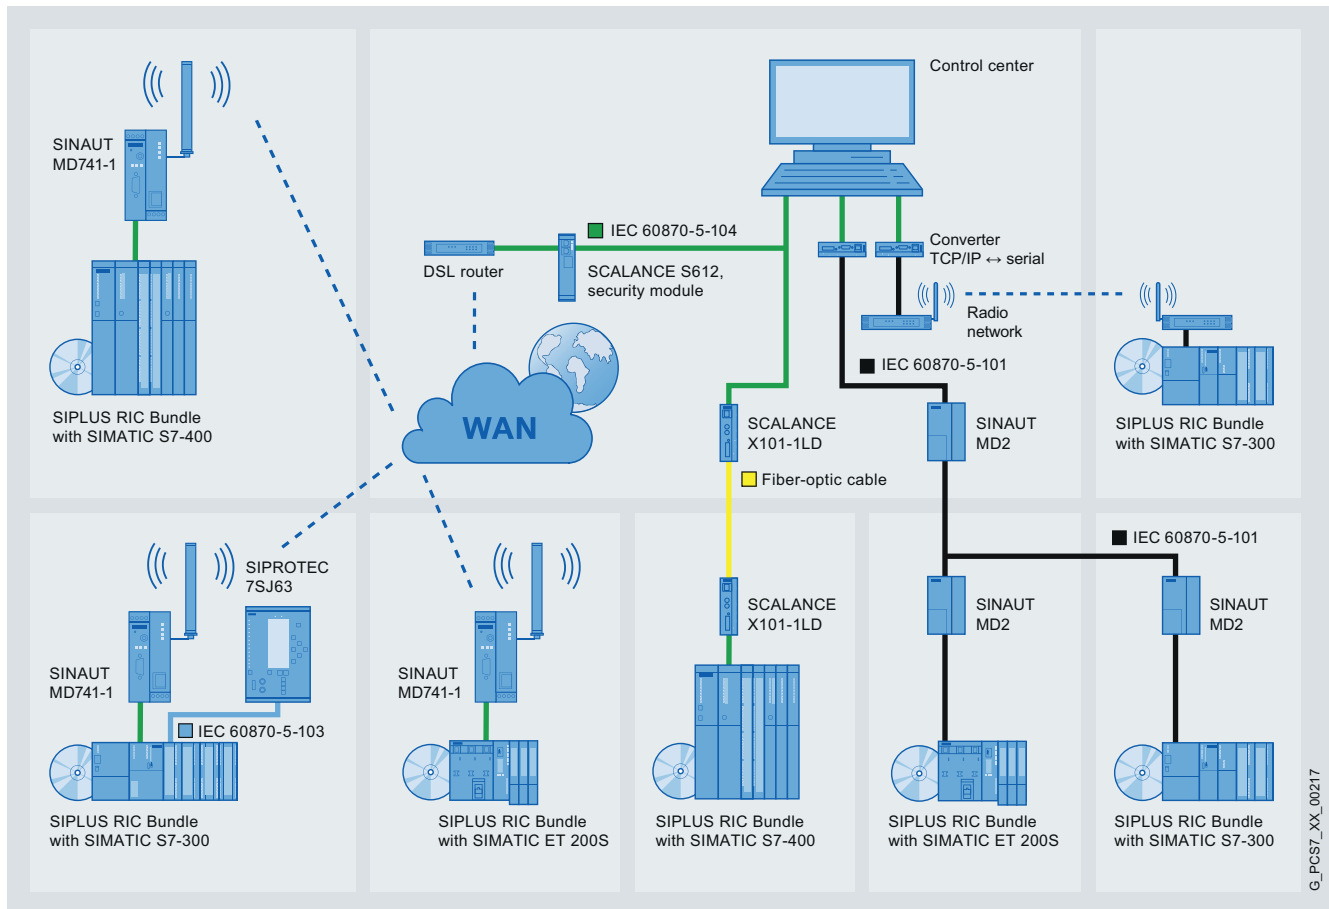 Control center
SINAUT
MD741-1
IEC 60870-5-104
DSL router
SCALANCE S612,
security module
Converter
TCP/IP ↔ serial
Radio
network
IEC 60870-5-101
WAN
SIPLUS RIC Bundle
with SIMATIC S7-400
SCALANCE
X101-1LD
SINAUT
MD2
SIPLUS RIC Bundle
with SIMATIC S7-300
Fiber-optic cable
IEC 60870-5-101
SIPROTEC
7SJ63
SINAUT
MD741-1
IEC 60870-5-103
SIPLUS RIC Bundle
with SIMATIC S7-300
SINAUT
MD741-1
SIPLUS RIC Bundle
with SIMATIC ET 200S
SCALANCE
X101-1LD
SIPLUS RIC Bundle
with SIMATIC S7-400
SINAUT
MD2
SIPLUS RIC Bundle
with SIMATIC ET 200S
SINAUT
MD2
SIPLUS RIC Bundle
with SIMATIC S7-300
G_PCS7_XX_00217